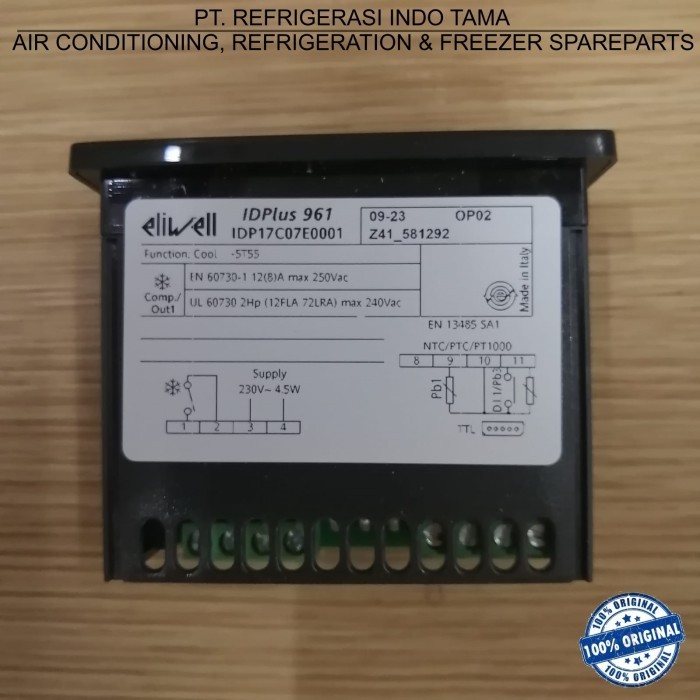 PT. REFRIGERASI INDO TAMA
AIR CONDITIONING, REFRIGERATION & FREEZER SPAREPARTS
eliwell
IDPlus 961
IDP17C07E0001
09-23 OP02
Z41_581292
Function: Cool -5T55
Comp./
Out1
EN 60730-1 12(8)A max 250Vac
UL 60730 2Hp (12FLA 72LRA) max 240Vac
Made in Italy
EN 13485 SA1
NTC/PTC/PT1000
8 9 10 11
Pb1
D.I.1/Pb3
TTL
Supply
230V~ 4.5W
1 2 3 4
100% ORIGINAL
100% ORIGINAL
100% ORIGINAL